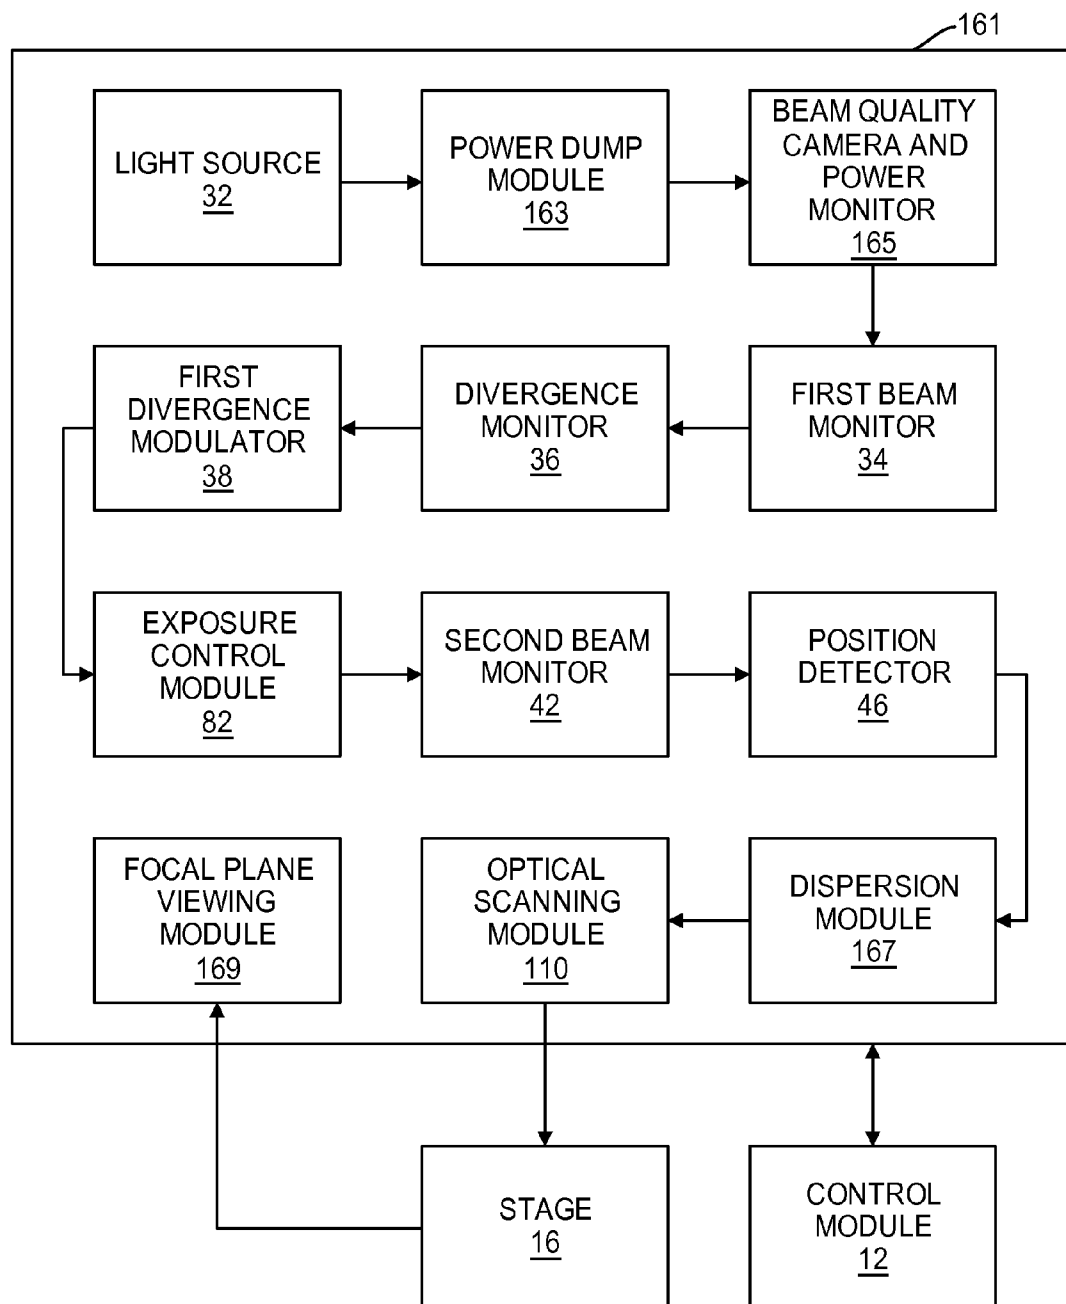 161
LIGHT SOURCE
32
POWER DUMP
MODULE
163
BEAM QUALITY
CAMERA AND
POWER
MONITOR
165
FIRST
DIVERGENCE
MODULATOR
38
DIVERGENCE
MONITOR
36
FIRST BEAM
MONITOR
34
EXPOSURE
CONTROL
MODULE
82
SECOND BEAM
MONITOR
42
POSITION
DETECTOR
46
FOCAL PLANE
VIEWING
MODULE
169
OPTICAL
SCANNING
MODULE
110
DISPERSION
MODULE
167
STAGE
16
CONTROL
MODULE
12